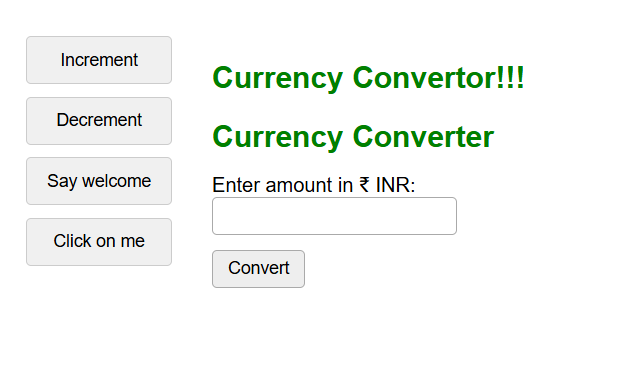 Increment
Decrement
Say welcome
Click on me
Currency Convertor!!!
Currency Converter
Enter amount in ₹ INR:
Convert